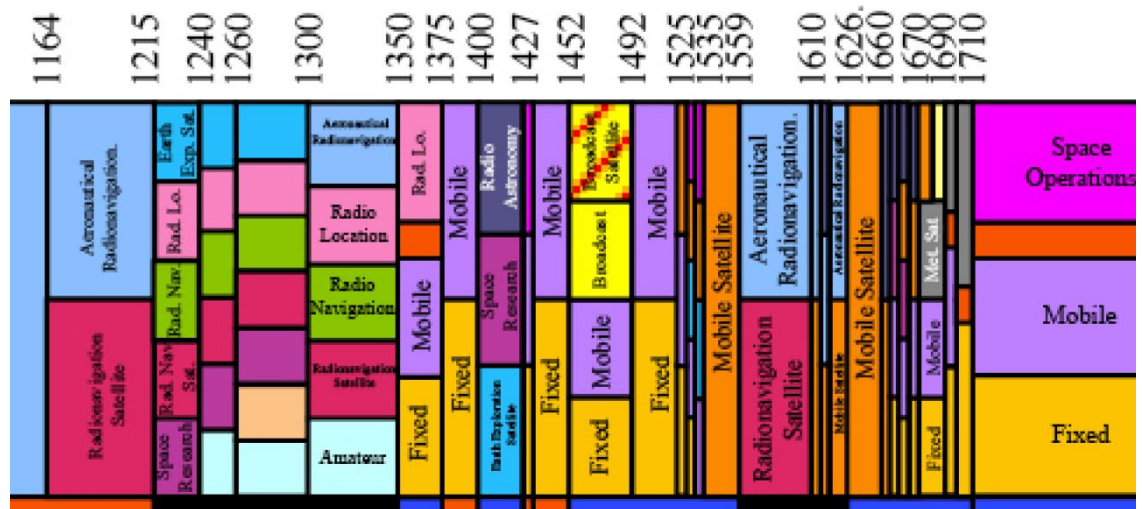 1164
1215
1240
1260
1300
1350
1375
1400
1427
1452
1492
1525
1535
1559
1610
1626.
1660
1670
1690
1710
Aeronautical
Radionavigation.
Radionavigation
Satellite
Earth
Exp. Sat.
Rad. Lo.
Rad. Nav.
Rad. Nav.
Sat.
Space
Research
Aeronautical
Radionavigation
Radio
Location
Radio
Navigation
Radionavigation
Satellite
Amateur
Rad. Lo.
Mobile
Fixed
Mobile
Fixed
Radio
Astronomy
Space
Research
Earth Exploration
Satellite
Mobile
Fixed
Broadcast
Satellite
Broadcast
Mobile
Fixed
Mobile
Fixed
Mobile Satellite
Aeronautical
Radionavigation.
Radionavigation
Satellite
Aeronautical Radionavigation
Mobile Satellite
Mobile Satellite
Met. Sat.
Mobile
Fixed
Space
Operations
Mobile
Fixed